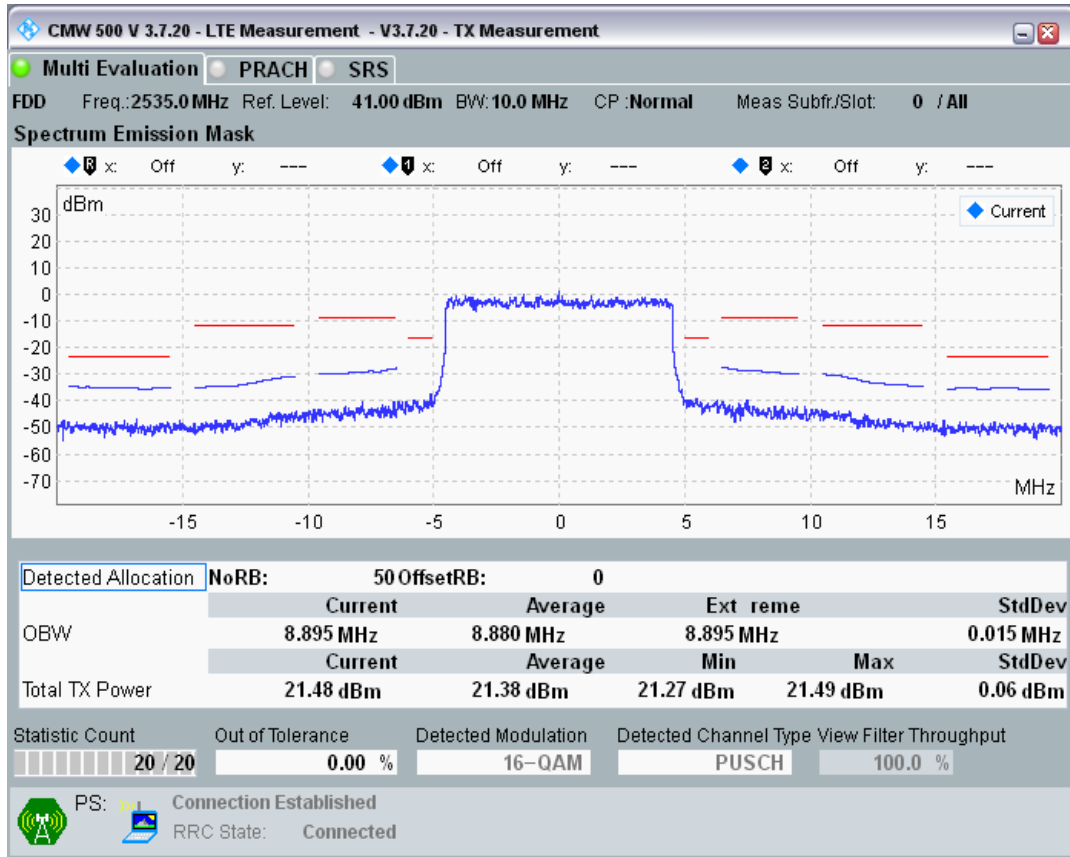 CMW 500 V 3.7.20 - LTE Measurement - V3.7.20 - TX Measurement
Multi Evaluation PRACH SRS
FDD Freq.:2535.0 MHz Ref. Level: 41.00 dBm BW: 10.0 MHz CP :Normal Meas Subfr./Slot: 0 / All
Spectrum Emission Mask
R x: Off y: --- 1 x: Off y: --- 2 x: Off y: ---
dBm
Current
30
20
10
0
-10
-20
-30
-40
-50
-60
-70
MHz
-15 -10 -5 0 5 10 15
Detected Allocation NoRB: 50 OffsetRB: 0
Current Average Ext reme StdDev
OBW 8.895 MHz 8.880 MHz 8.895 MHz 0.015 MHz
Current Average Min Max StdDev
Total TX Power 21.48 dBm 21.38 dBm 21.27 dBm 21.49 dBm 0.06 dBm
Statistic Count Out of Tolerance Detected Modulation Detected Channel Type View Filter Throughput
20 / 20 0.00 % 16-QAM PUSCH 100.0 %
PS: Connection Established
RRC State: Connected